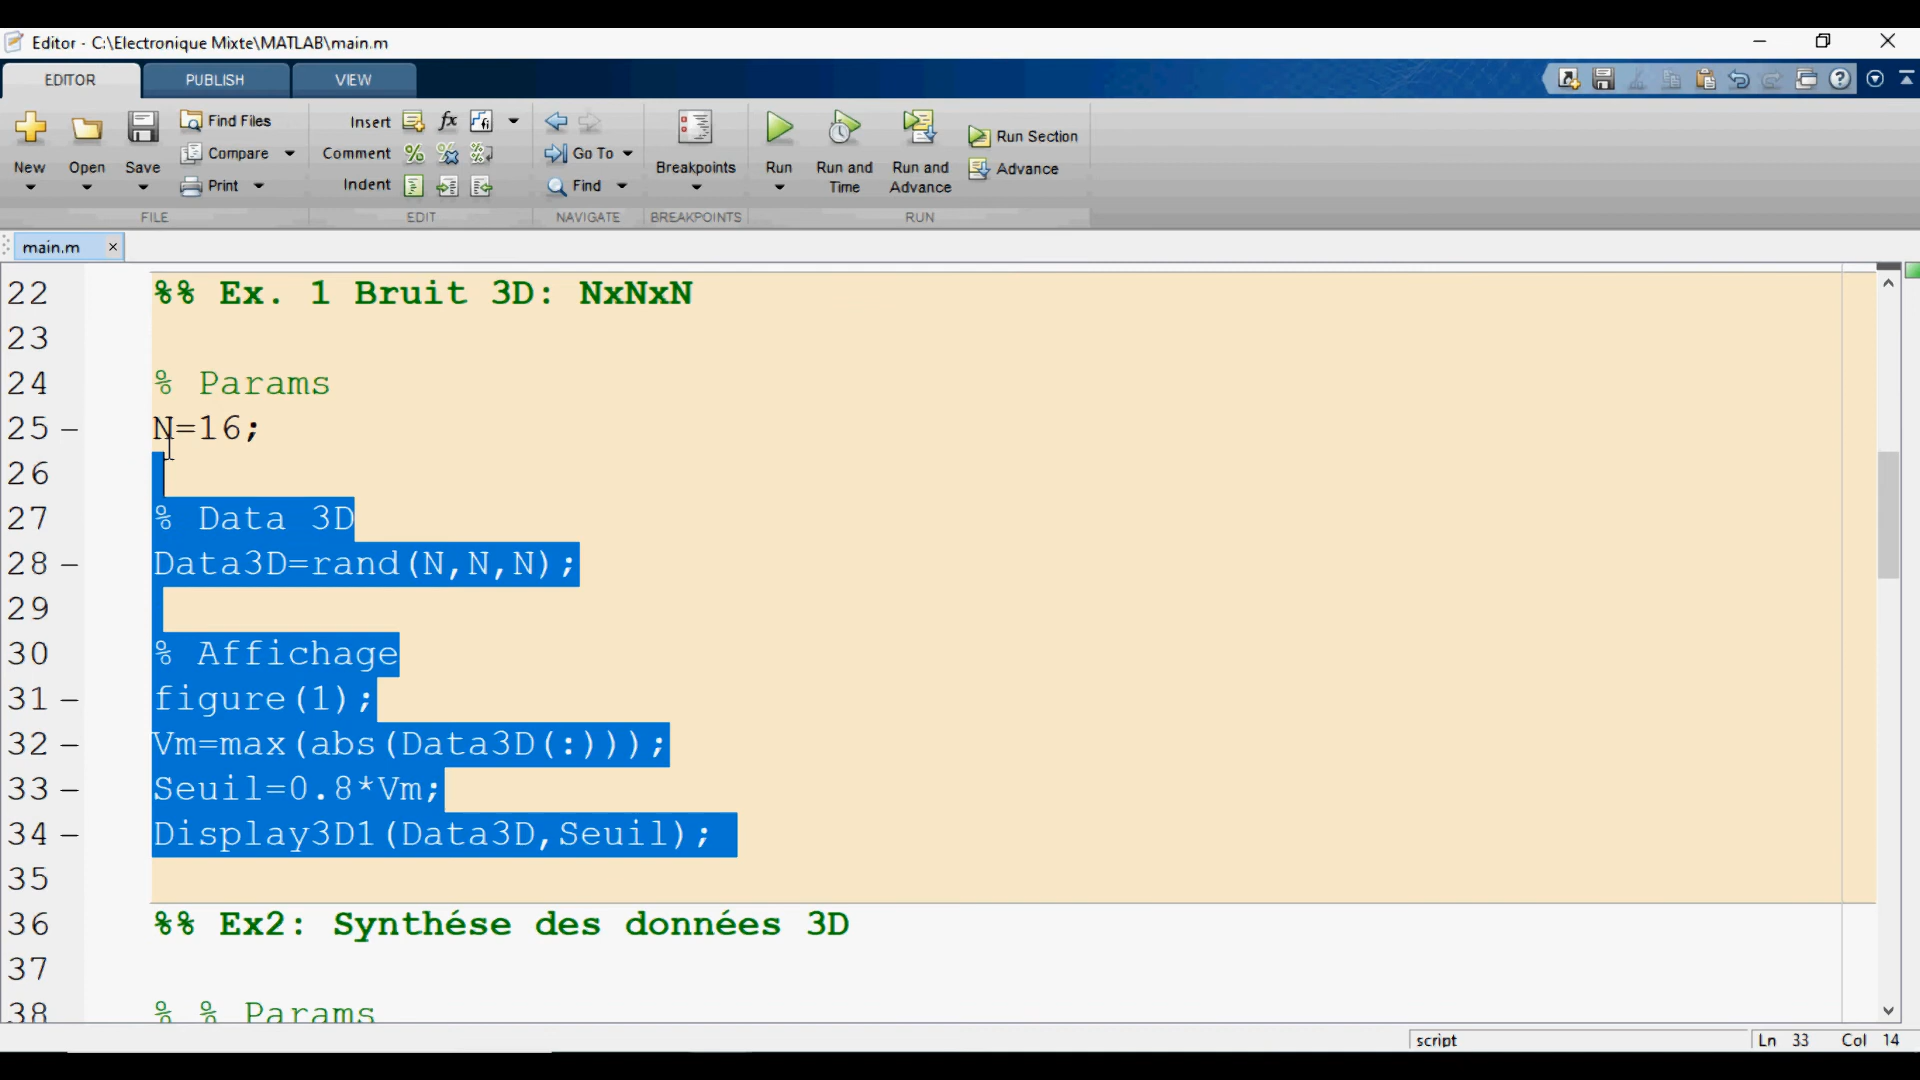 Editor - C:\Electronique Mixte\MATLAB\main.m
EDITOR PUBLISH VIEW
New
Open
Save
Find Files
Compare
Print
FILE
Insert fx
Comment
Indent
EDIT
Go To
Find
NAVIGATE
Breakpoints
BREAKPOINTS
Run
Run and Time
Run and Advance
Run Section
Advance
RUN
main.m
22 %% Ex. 1 Bruit 3D: NxNxN
23
24 % Params
25 – N=16;
26
27 % Data 3D
28 – Data3D=rand(N,N,N);
29
30 % Affichage
31 – figure(1);
32 – Vm=max(abs(Data3D(:)));
33 – Seuil=0.8*Vm;
34 – Display3D1(Data3D,Seuil);
35
36 %% Ex2: Synthése des données 3D
37
38 % % Params
script Ln 33 Col 14